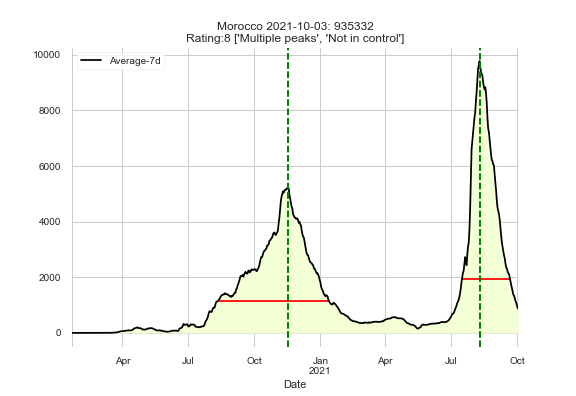 Morocco 2021-10-03: 935332
Rating:8 ['Multiple peaks', 'Not in control']
Average-7d
10000
8000
6000
4000
2000
0
Apr Jul Oct Jan Apr Jul Oct
2021
Date